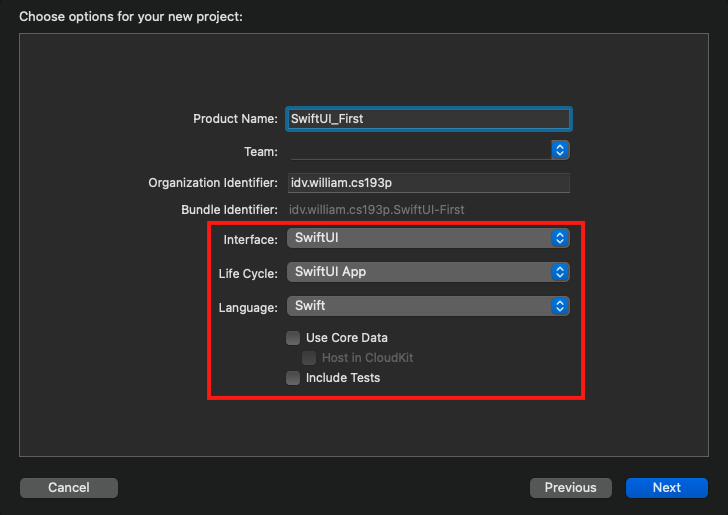 Choose options for your new project:
Product Name: SwiftUI_First
Team:
Organization Identifier: idv.william.cs193p
Bundle Identifier: idv.william.cs193p.SwiftUI-First
Interface: SwiftUI
Life Cycle: SwiftUI App
Language: Swift
Use Core Data
Host in CloudKit
Include Tests
Cancel Previous Next